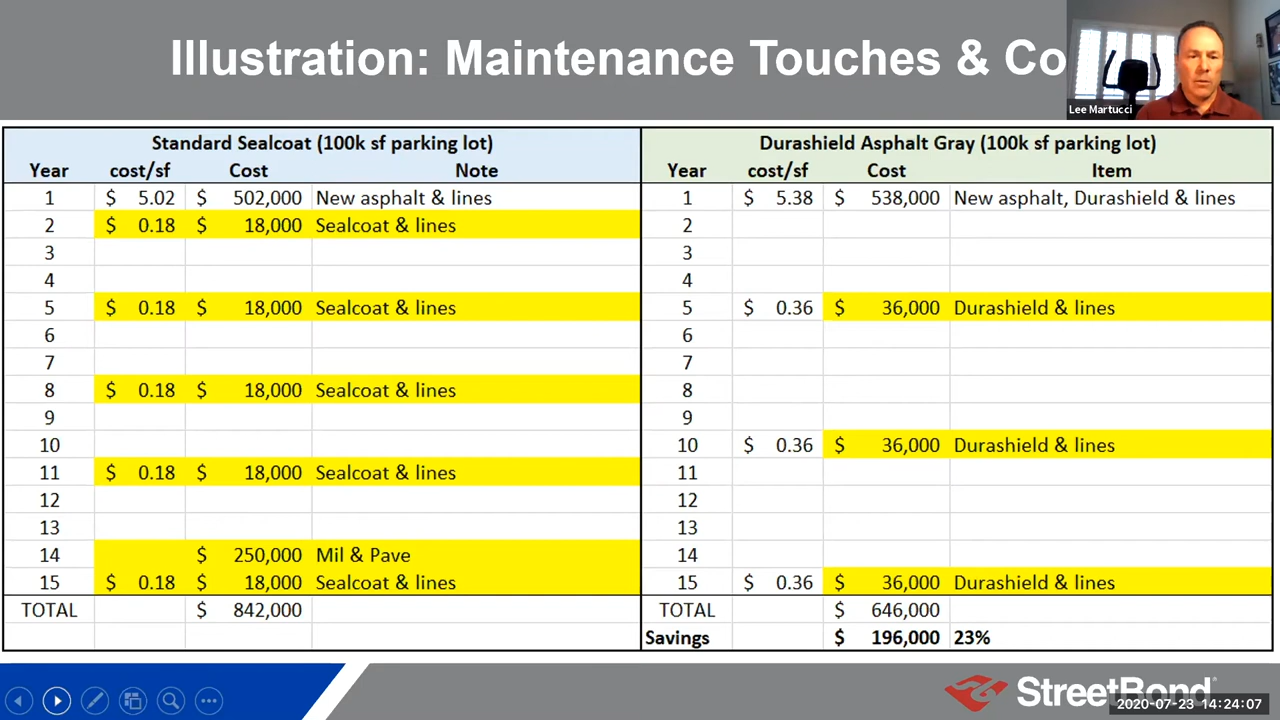 Illustration: Maintenance Touches & Co
Lee Martucci
Standard Sealcoat (100k sf parking lot)
Year cost/sf Cost Note
1 $ 5.02 $ 502,000 New asphalt & lines
2 $ 0.18 $ 18,000 Sealcoat & lines
3
4
5 $ 0.18 $ 18,000 Sealcoat & lines
6
7
8 $ 0.18 $ 18,000 Sealcoat & lines
9
10
11 $ 0.18 $ 18,000 Sealcoat & lines
12
13
14 $ 250,000 Mil & Pave
15 $ 0.18 $ 18,000 Sealcoat & lines
TOTAL $ 842,000
Durashield Asphalt Gray (100k sf parking lot)
Year cost/sf Cost Item
1 $ 5.38 $ 538,000 New asphalt, Durashield & lines
2
3
4
5 $ 0.36 $ 36,000 Durashield & lines
6
7
8
9
10 $ 0.36 $ 36,000 Durashield & lines
11
12
13
14
15 $ 0.36 $ 36,000 Durashield & lines
TOTAL $ 646,000
Savings $ 196,000 23%
StreetBond
2020-07-23 14:24:07